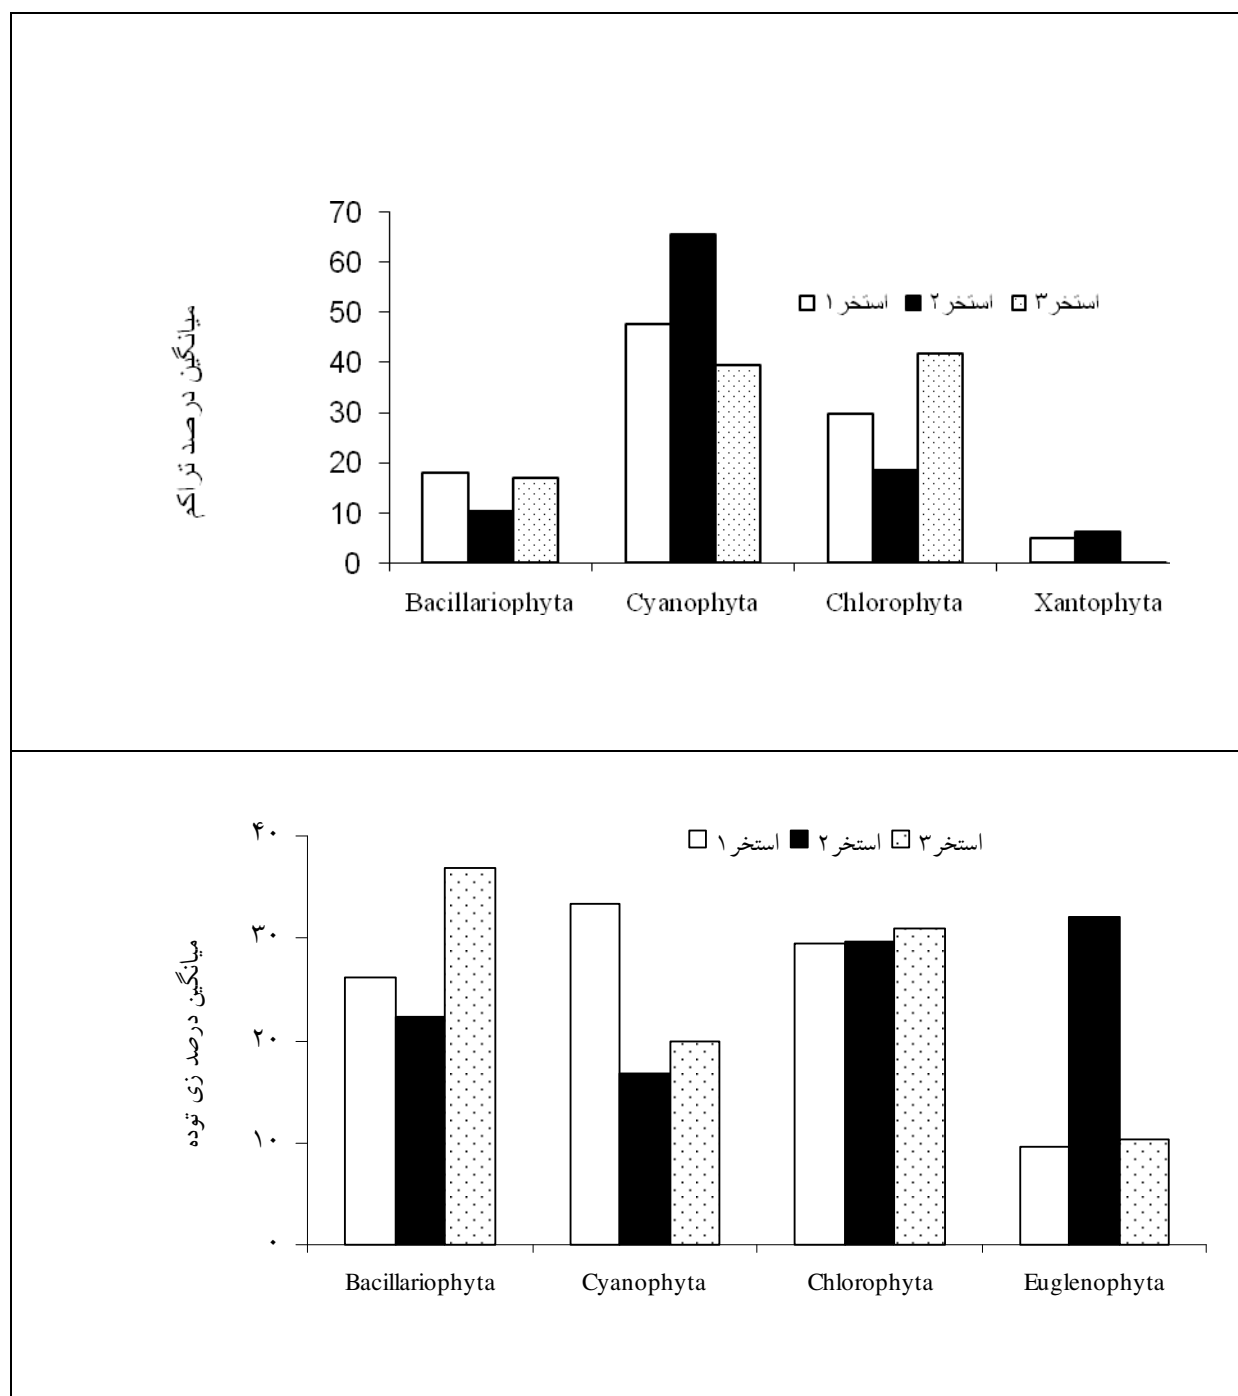 میانگین درصد تراکم
70
60
50
40
30
20
10
0
استخر ۱ استخر ۲ استخر ۳
Bacillariophyta Cyanophyta Chlorophyta Xantophyta
میانگین درصد زی توده
۴۰
۳۰
۲۰
۱۰
۰
استخر ۱ استخر ۲ استخر ۳
Bacillariophyta Cyanophyta Chlorophyta Euglenophyta